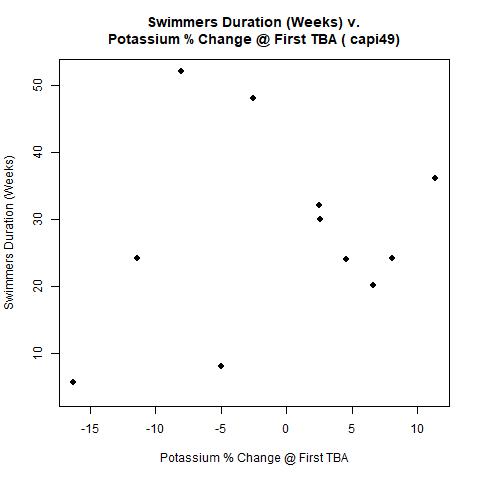 Swimmers Duration (Weeks) v.
Potassium % Change @ First TBA ( capi49)
Swimmers Duration (Weeks)
50
40
30
20
10
-15 -10 -5 0 5 10
Potassium % Change @ First TBA